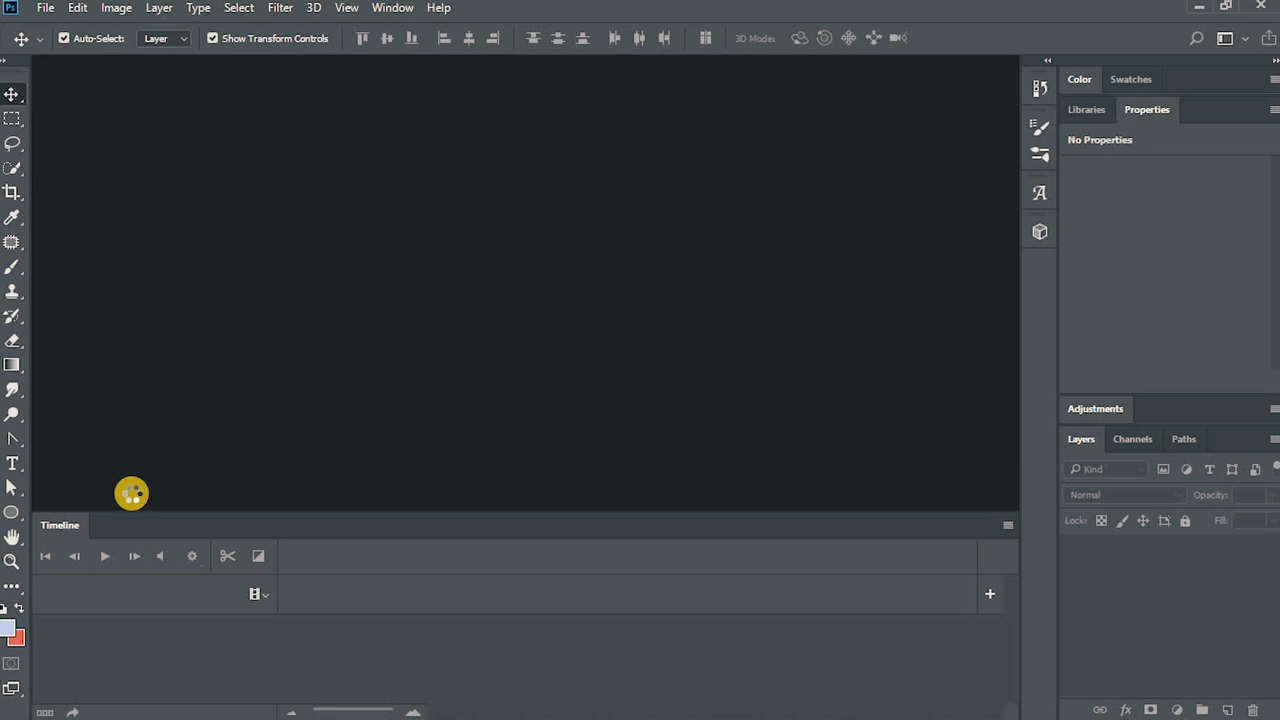 Ps File Edit Image Layer Type Select Filter 3D View Window Help
Auto-Select: Layer Show Transform Controls 3D Mode:
Color Swatches
Libraries Properties
No Properties
Adjustments
Layers Channels Paths
Kind
Normal Opacity:
Lock: Fill:
Timeline